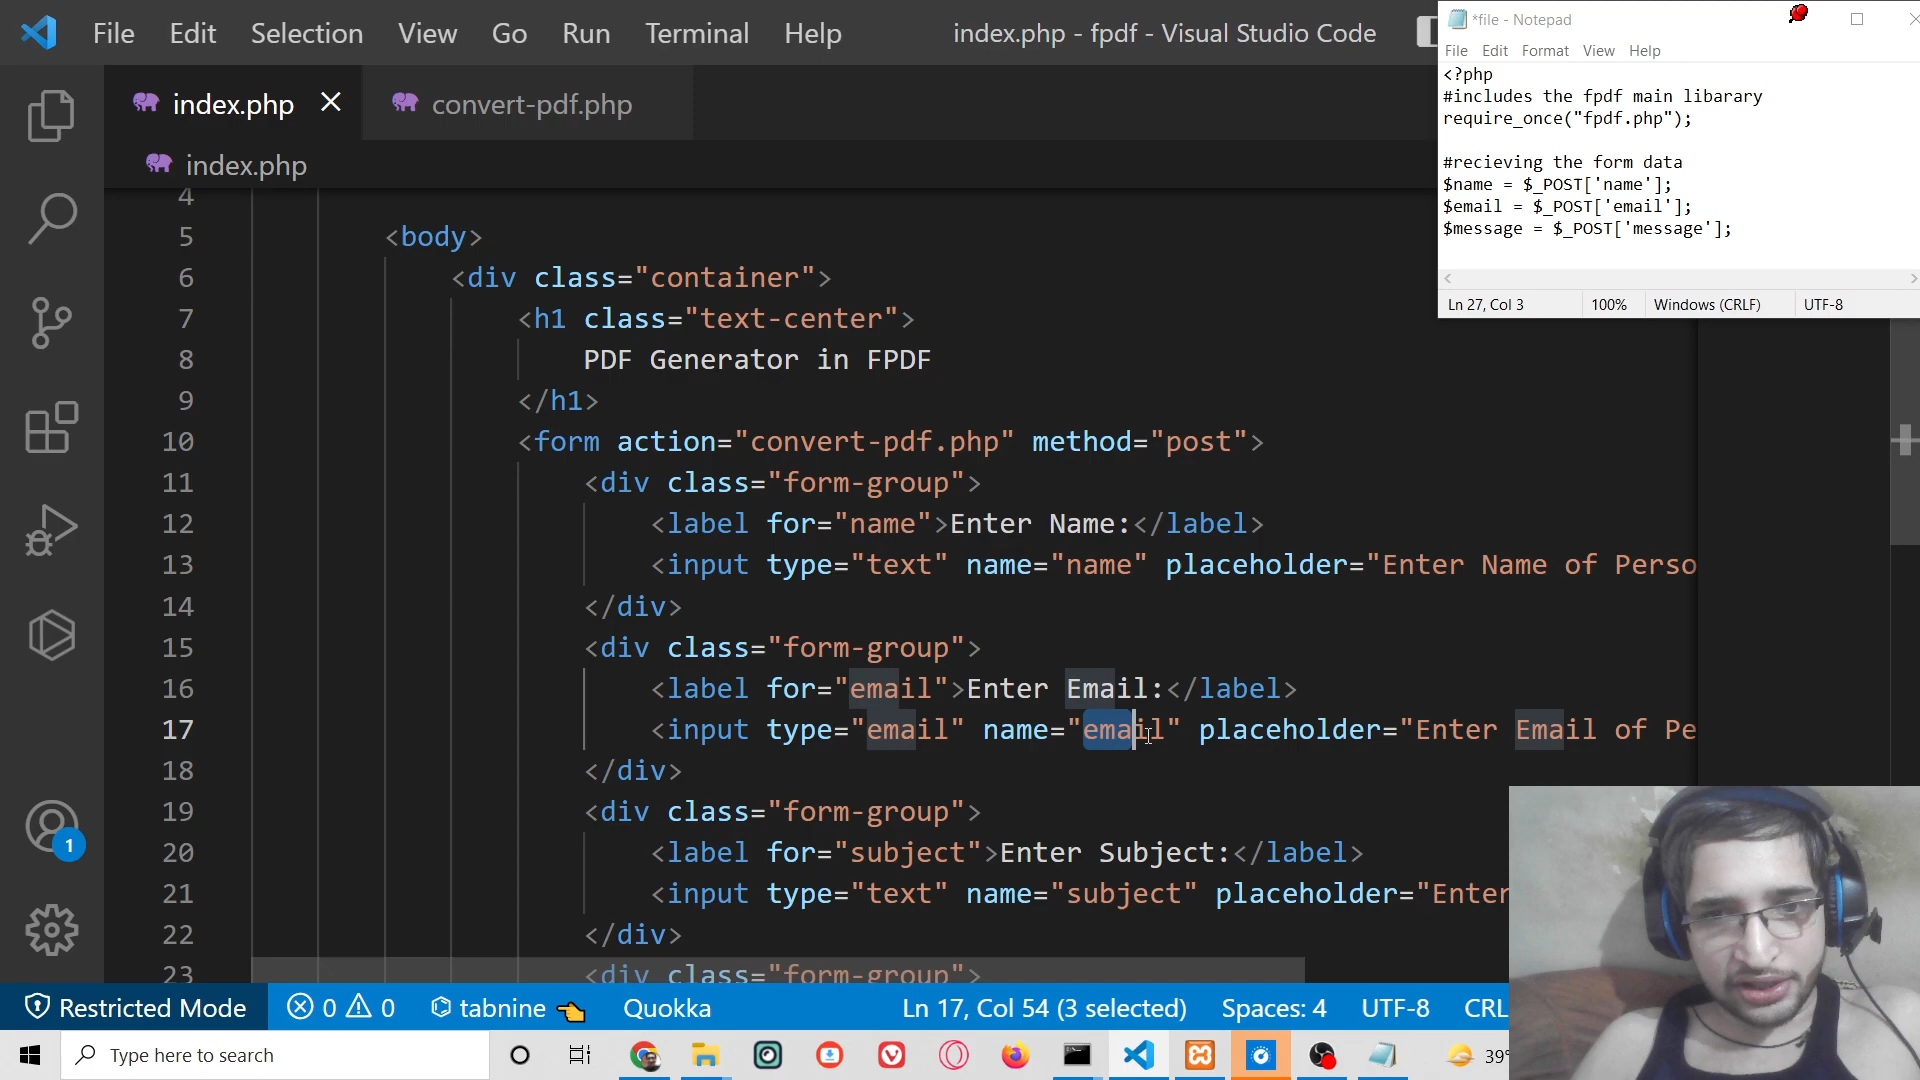 File Edit Selection View Go Run Terminal Help index.php - fpdf - Visual Studio Code
index.php convert-pdf.php
index.php
4
5 <body>
6 <div class="container">
7 <h1 class="text-center">
8 PDF Generator in FPDF
9 </h1>
10 <form action="convert-pdf.php" method="post">
11 <div class="form-group">
12 <label for="name">Enter Name:</label>
13 <input type="text" name="name" placeholder="Enter Name of Perso
14 </div>
15 <div class="form-group">
16 <label for="email">Enter Email:</label>
17 <input type="email" name="email" placeholder="Enter Email of Pe
18 </div>
19 <div class="form-group">
20 <label for="subject">Enter Subject:</label>
21 <input type="text" name="subject" placeholder="Enter
22 </div>
23 <div class="form-group">
*file - Notepad
File Edit Format View Help
<?php
#includes the fpdf main libarary
require_once("fpdf.php");
#recieving the form data
$name = $_POST['name'];
$email = $_POST['email'];
$message = $_POST['message'];
Ln 27, Col 3 100% Windows (CRLF) UTF-8
1
Restricted Mode 0 0 tabnine Quokka Ln 17, Col 54 (3 selected) Spaces: 4 UTF-8 CRL
Type here to search 39°